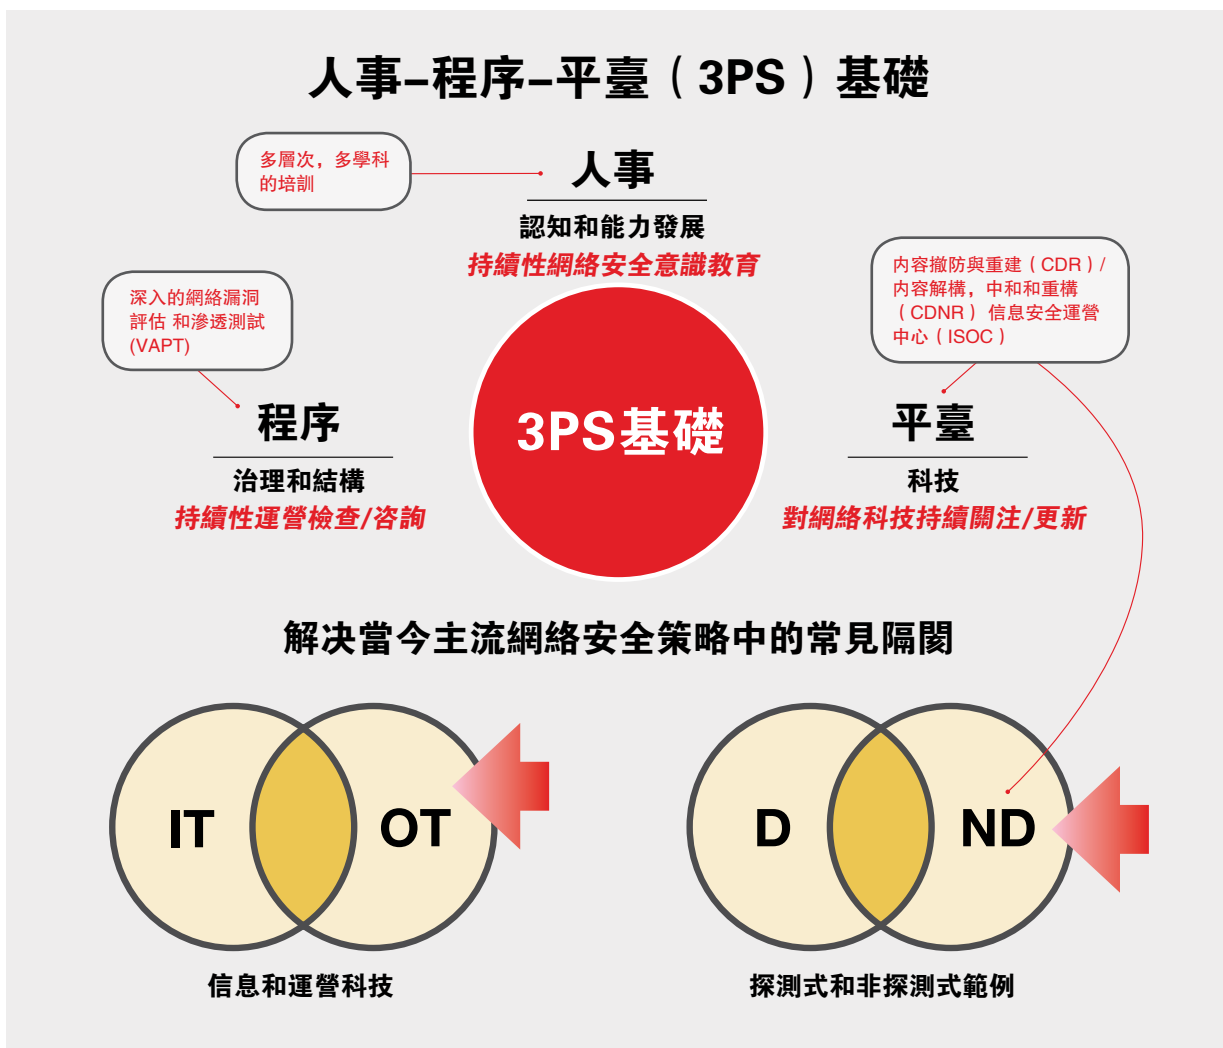 人事–程序–平臺（3PS）基礎
多層次，多學科
的培訓
人事
認知和能力發展
持續性網絡安全意識教育
深入的網絡漏洞
評估 和滲透測試
(VAPT)
内容撤防與重建（CDR）/
内容解構，中和和重構
（CDNR） 信息安全運營
中心（ISOC）
程序
治理和結構
持續性運營檢查/咨詢
3PS基礎
平臺
科技
對網絡科技持續關注/更新
解决當今主流網絡安全策略中的常見隔閡
IT
OT
D
ND
信息和運營科技
探測式和非探測式範例